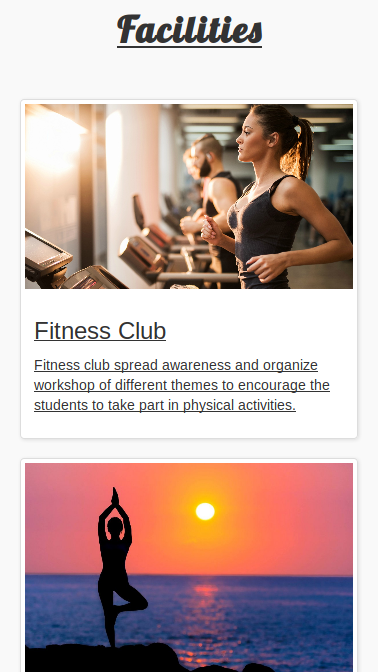 Facilities
Fitness Club
Fitness club spread awareness and organize
workshop of different themes to encourage the
students to take part in physical activities.